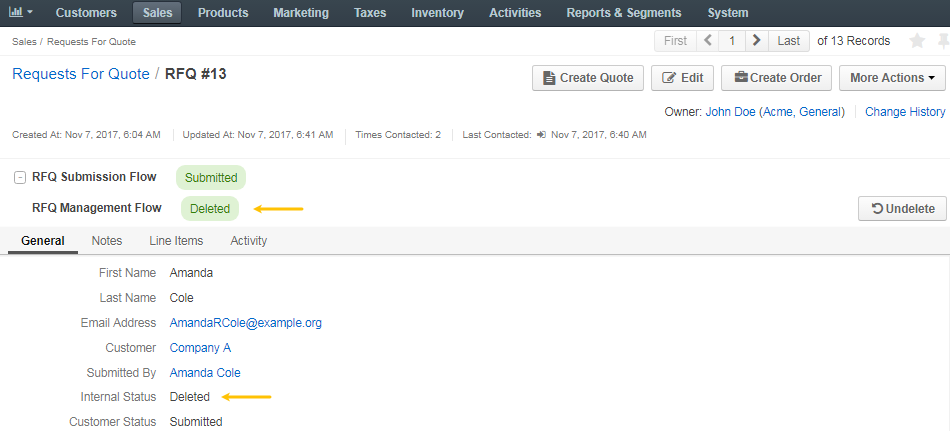 Customers Sales Products Marketing Taxes Inventory Activities Reports & Segments System
Sales / Requests For Quote First 1 Last of 13 Records
Requests For Quote / RFQ #13 Create Quote Edit Create Order More Actions
Owner: John Doe (Acme, General) Change History
Created At: Nov 7, 2017, 6:04 AM Updated At: Nov 7, 2017, 6:41 AM Times Contacted: 2 Last Contacted: Nov 7, 2017, 6:40 AM
RFQ Submission Flow Submitted
RFQ Management Flow Deleted Undelete
General Notes Line Items Activity
First Name Amanda
Last Name Cole
Email Address AmandaRCole@example.org
Customer Company A
Submitted By Amanda Cole
Internal Status Deleted
Customer Status Submitted